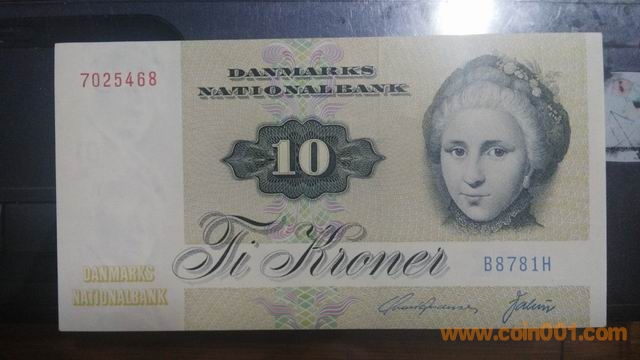 7025468
DANMARKS
NATIONALBANK
10
Ti Kroner
B8781H
DANMARKS
NATIONALBANK
www.coin001.com